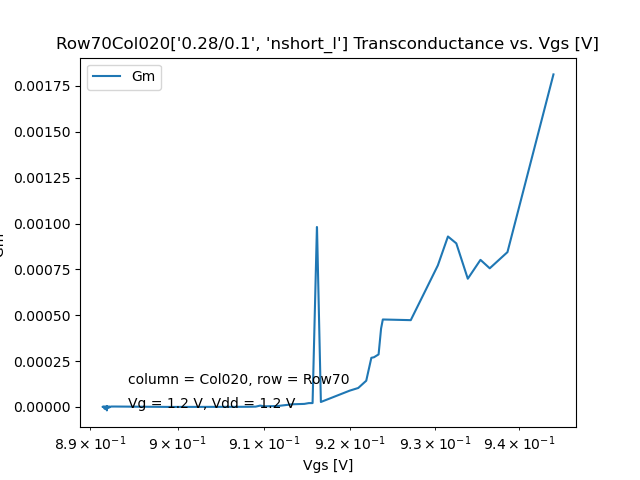 Row70Col020['0.28/0.1', 'nshort_l'] Transconductance vs. Vgs [V]
Gm
0.00175
0.00150
0.00125
0.00100
0.00075
0.00050
0.00025
0.00000
Gm
column = Col020, row = Row70
Vg = 1.2 V, Vdd = 1.2 V
8.9 × 10⁻¹ 9 × 10⁻¹ 9.1 × 10⁻¹ 9.2 × 10⁻¹ 9.3 × 10⁻¹ 9.4 × 10⁻¹
Vgs [V]